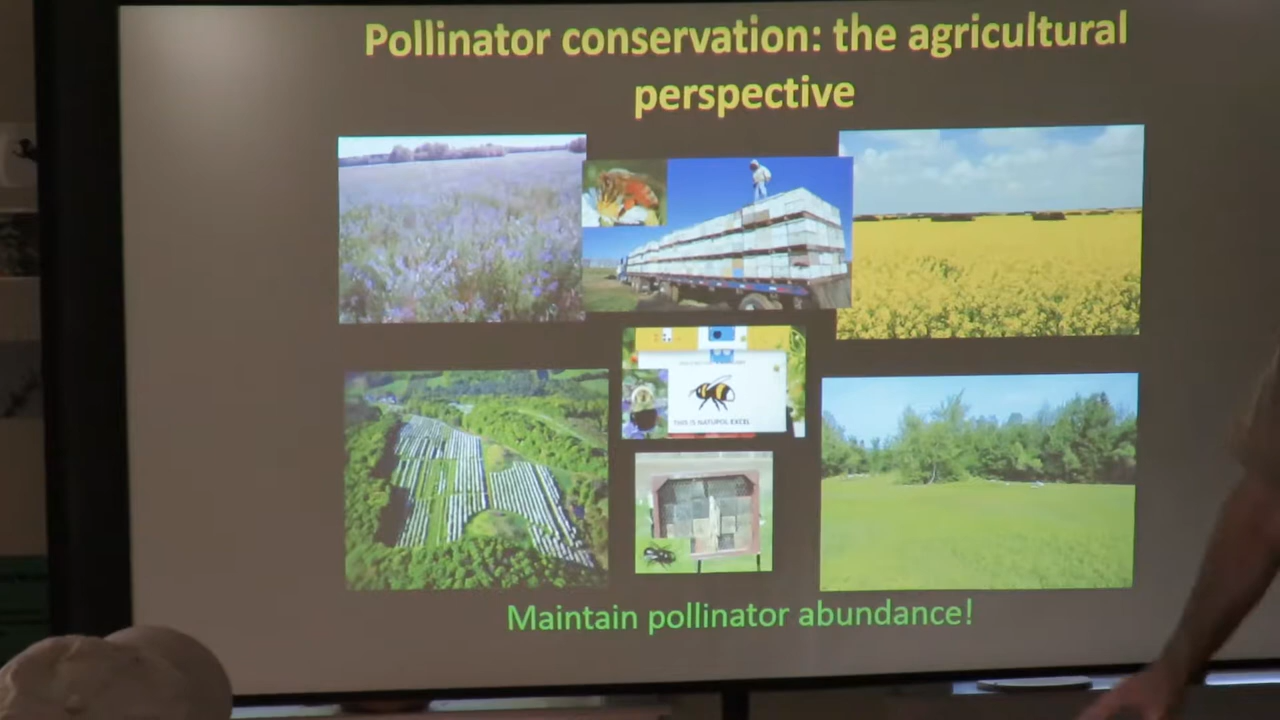 Pollinator conservation: the agricultural
perspective
THIS IS NATUPOL EXCEL
Maintain pollinator abundance!